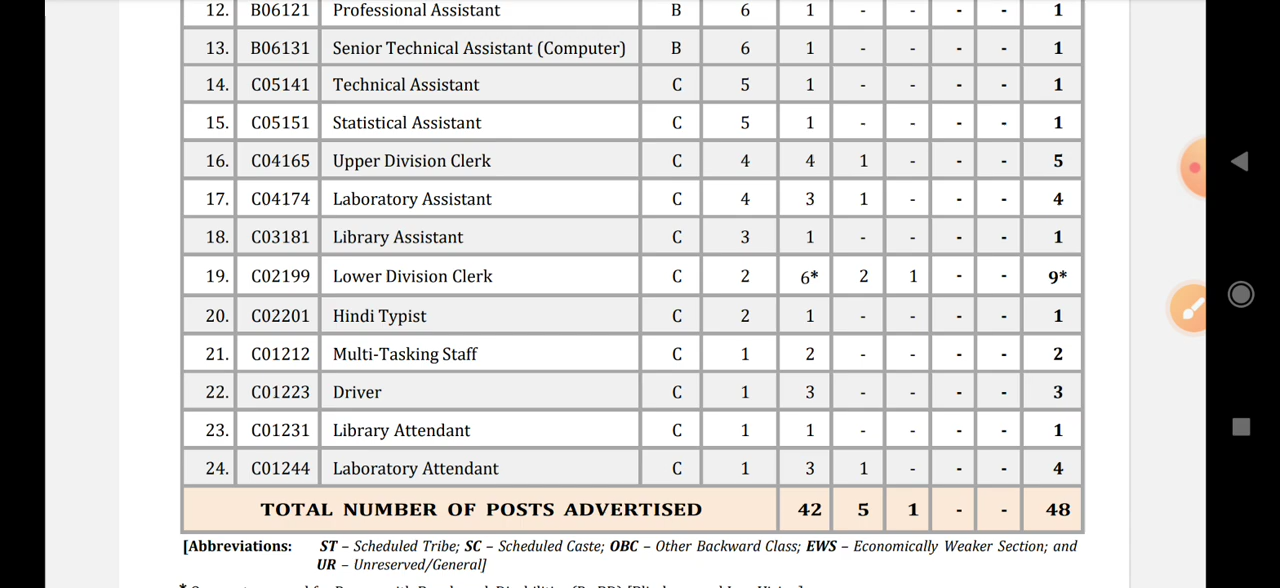 12. B06121 Professional Assistant B 6 1 - - - - 1
13. B06131 Senior Technical Assistant (Computer) B 6 1 - - - - 1
14. C05141 Technical Assistant C 5 1 - - - - 1
15. C05151 Statistical Assistant C 5 1 - - - - 1
16. C04165 Upper Division Clerk C 4 4 1 - - - 5
17. C04174 Laboratory Assistant C 4 3 1 - - - 4
18. C03181 Library Assistant C 3 1 - - - - 1
19. C02199 Lower Division Clerk C 2 6* 2 1 - - 9*
20. C02201 Hindi Typist C 2 1 - - - - 1
21. C01212 Multi-Tasking Staff C 1 2 - - - - 2
22. C01223 Driver C 1 3 - - - - 3
23. C01231 Library Attendant C 1 1 - - - - 1
24. C01244 Laboratory Attendant C 1 3 1 - - - 4
TOTAL NUMBER OF POSTS ADVERTISED 42 5 1 - - 48
[Abbreviations: ST – Scheduled Tribe; SC – Scheduled Caste; OBC – Other Backward Class; EWS – Economically Weaker Section; and
UR – Unreserved/General]